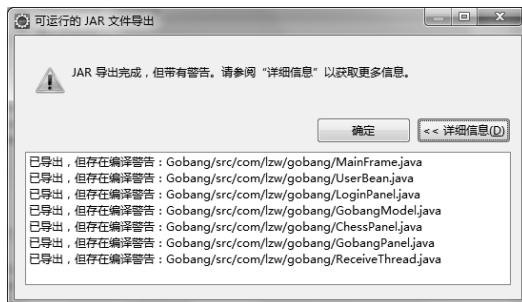 可运行的 JAR 文件导出
JAR 导出完成，但带有警告。请参阅“详细信息”以获取更多信息。
确定
<< 详细信息(D)
已导出，但存在编译警告：Gobang/src/com/lzw/gobang/MainFrame.java
已导出，但存在编译警告：Gobang/src/com/lzw/gobang/UserBean.java
已导出，但存在编译警告：Gobang/src/com/lzw/gobang/LoginPanel.java
已导出，但存在编译警告：Gobang/src/com/lzw/gobang/GobangModel.java
已导出，但存在编译警告：Gobang/src/com/lzw/gobang/ChessPanel.java
已导出，但存在编译警告：Gobang/src/com/lzw/gobang/GobangPanel.java
已导出，但存在编译警告：Gobang/src/com/lzw/gobang/ReceiveThread.java